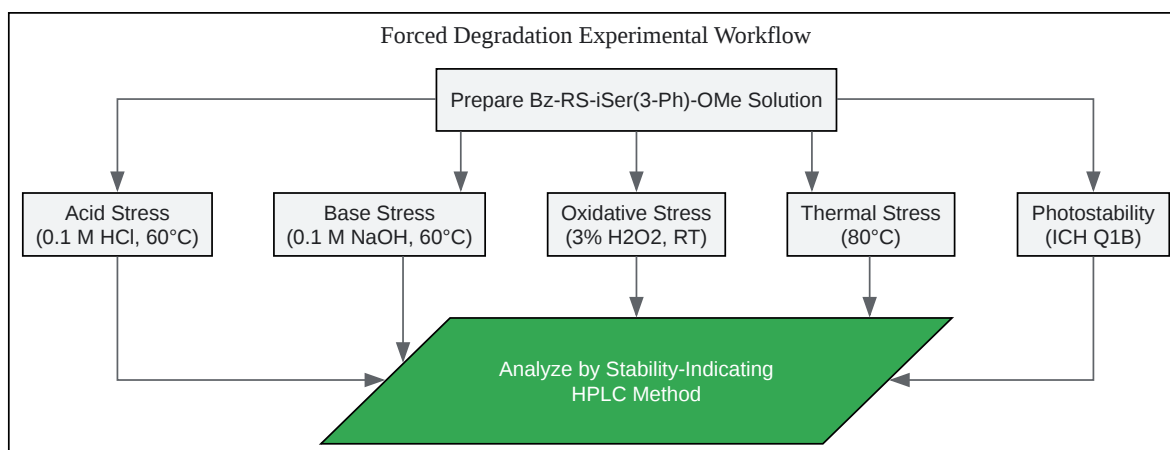 Forced Degradation Experimental Workflow
Prepare Bz-RS-iSer(3-Ph)-OMe Solution
Acid Stress
(0.1 M HCl, 60°C)
Base Stress
(0.1 M NaOH, 60°C)
Oxidative Stress
(3% H2O2, RT)
Thermal Stress
(80°C)
Photostability
(ICH Q1B)
Analyze by Stability-Indicating
HPLC Method